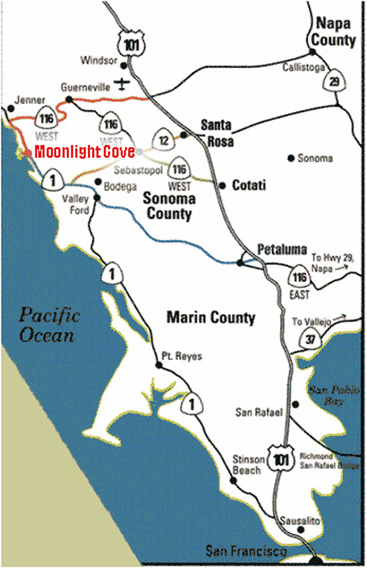 Napa
County
101
Windsor
Callistoga
Guerneville
29
Jenner
116
WEST
116
WEST
12
Santa
Rosa
Moonlight Cove
Sebastopol
116
WEST
Sonoma
1
Bodega
Cotati
Valley
Ford
Sonoma
County
Petaluma
To Hwy 29,
Napa
116
EAST
1
Pacific
Ocean
Marin County
To Vallejo
37
Pt. Reyes
San Pablo
Bay
1
San Rafael
101
Richmond
San Rafael Bridge
Stinson
Beach
Sausalito
San Francisco